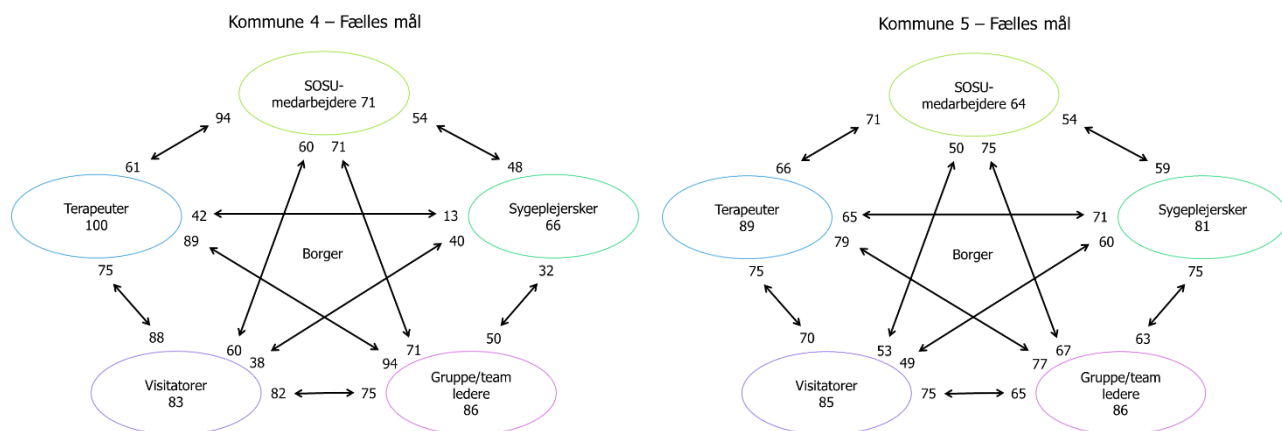 Kommune 4 – Fælles mål
SOSU-
medarbejdere 71
94
54
60 71
61
48
Terapeuter
100
42
13
Sygeplejersker
66
89
Borger
40
75
32
88
60
38
71
94
50
Visitatorer
83
82
75
Gruppe/team
ledere
86
Kommune 5 – Fælles mål
SOSU-
medarbejdere 64
71
54
50 75
66
59
Terapeuter
89
65
71
Sygeplejersker
81
79
Borger
60
75
75
70
53
49
67
77
63
Visitatorer
85
75
65
Gruppe/team
ledere
86